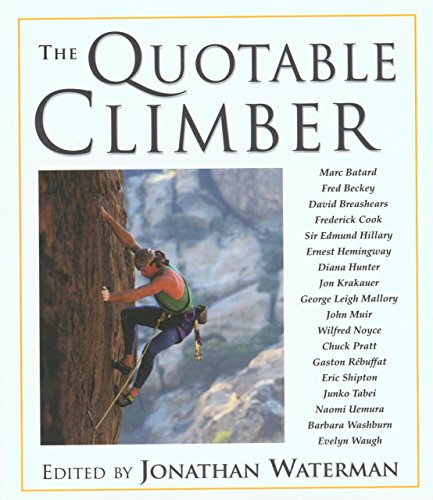 THE QUOTABLE
CLIMBER
Marc Batard
Fred Beckey
David Breashears
Frederick Cook
Sir Edmund Hillary
Ernest Hemingway
Diana Hunter
Jon Krakauer
George Leigh Mallory
John Muir
Wilfred Noyce
Chuck Pratt
Gaston Rébuffat
Eric Shipton
Junko Tabei
Naomi Uemura
Barbara Washburn
Evelyn Waugh
EDITED BY JONATHAN WATERMAN